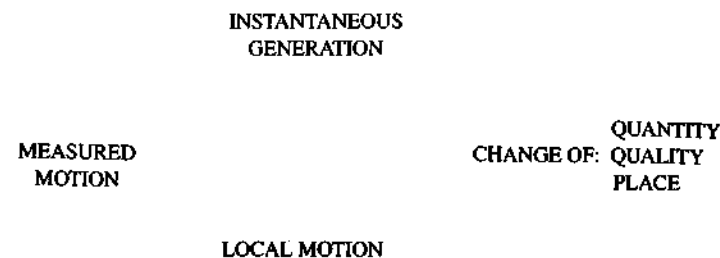 INSTANTANEOUS
GENERATION
MEASURED
MOTION
CHANGE OF: QUANTITY
QUALITY
PLACE
LOCAL MOTION